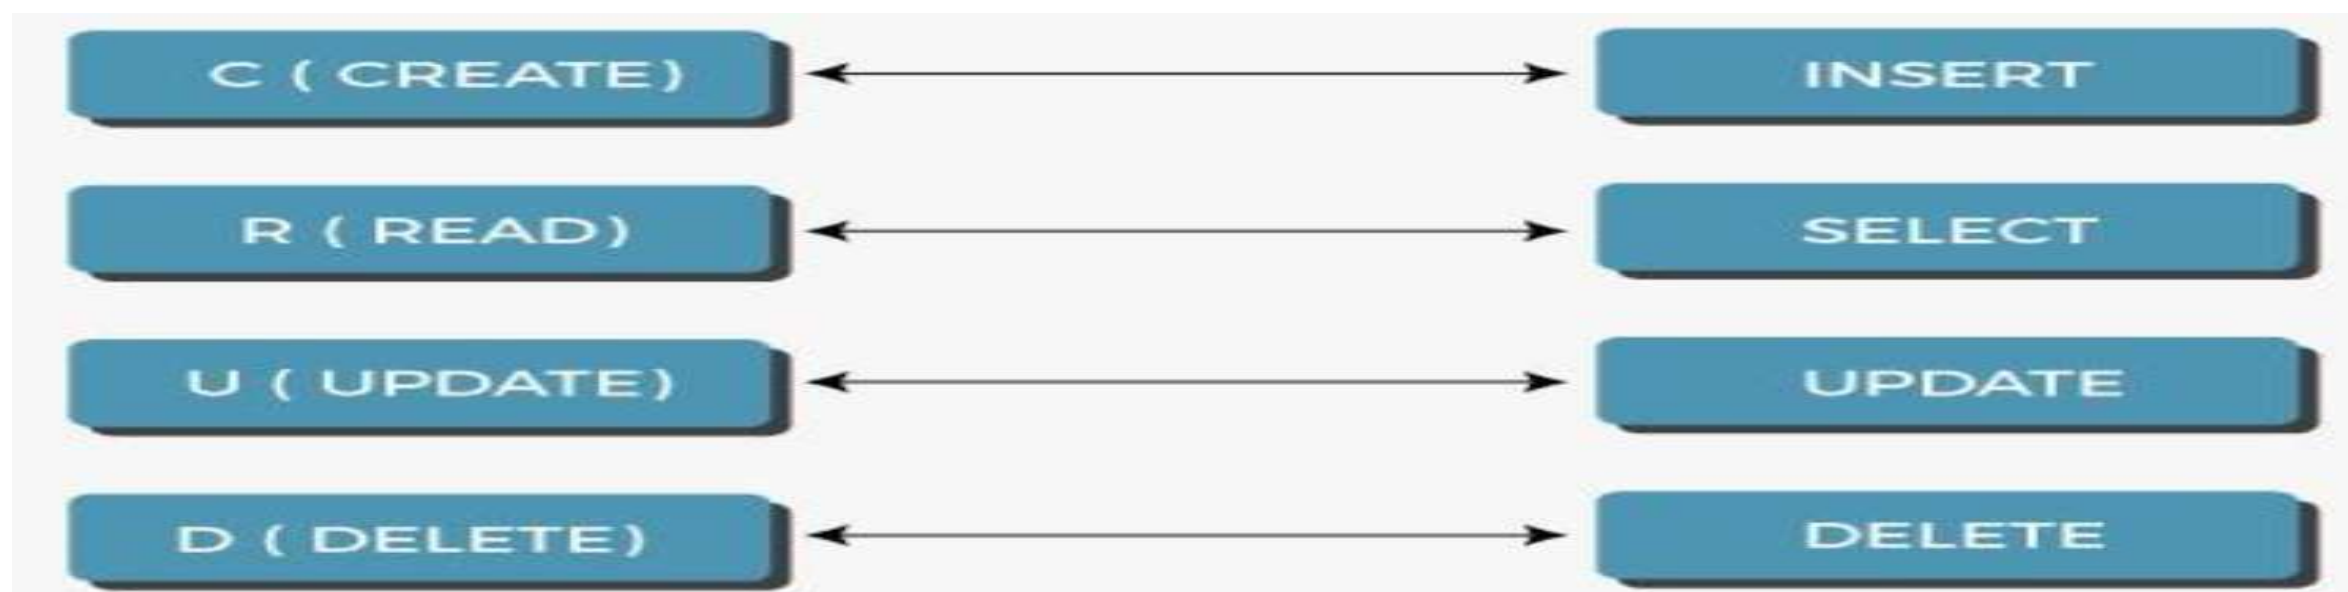 C ( CREATE)
INSERT
R ( READ)
SELECT
U ( UPDATE)
UPDATE
D ( DELETE)
DELETE